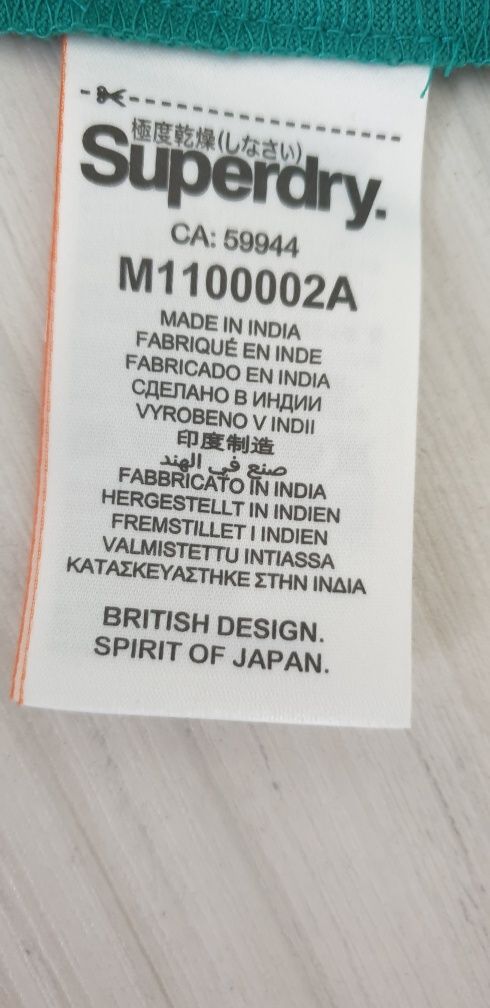 極度乾燥(しなさい)
Superdry.
CA: 59944
M1100002A
MADE IN INDIA
FABRIQUÉ EN INDE
FABRICADO EN INDIA
СДЕЛАНО В ИНДИИ
VYROBENO V INDII
印度制造
صنع في الهند
FABBRICATO IN INDIA
HERGESTELLT IN INDIEN
FREMSTILLET I INDIEN
VALMISTETTU INTIASSA
ΚΑΤΑΣΚΕΥΑΣΤΗΚΕ ΣΤΗΝ ΙΝΔΙΑ
BRITISH DESIGN.
SPIRIT OF JAPAN.